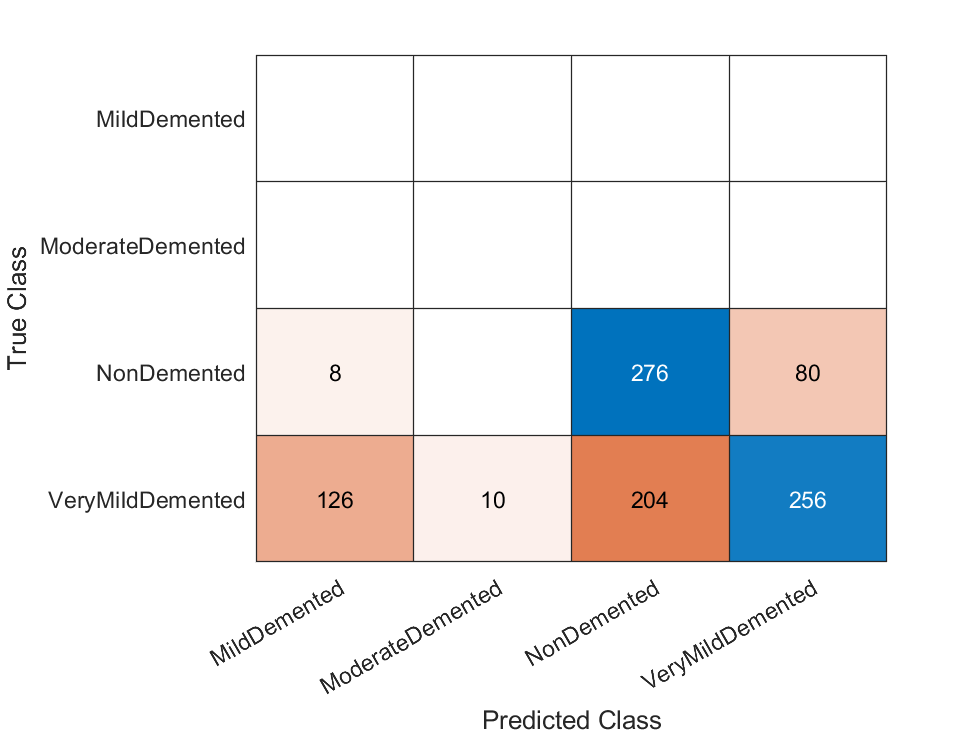 True Class
MildDemented
ModerateDemented
NonDemented
8
276
80
VeryMildDemented
126
10
204
256
MildDemented
ModerateDemented
NonDemented
VeryMildDemented
Predicted Class